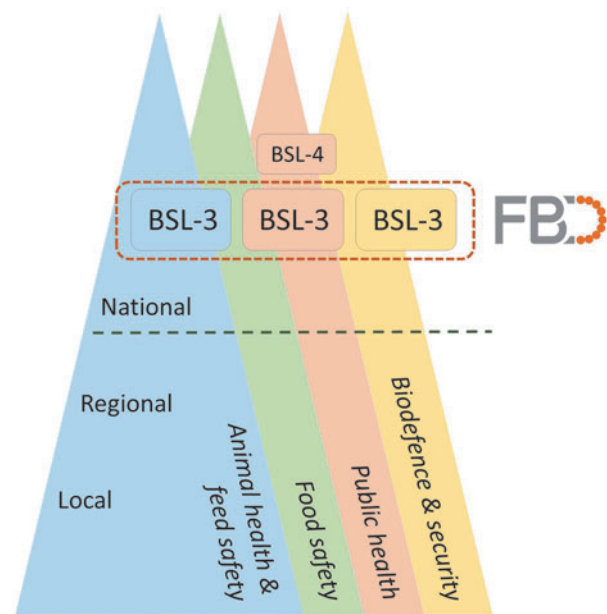 BSL-4
BSL-3 BSL-3 BSL-3
FBD
National
Regional
Local
Animal health &
feed safety
Food safety
Public health
Biodefence & security